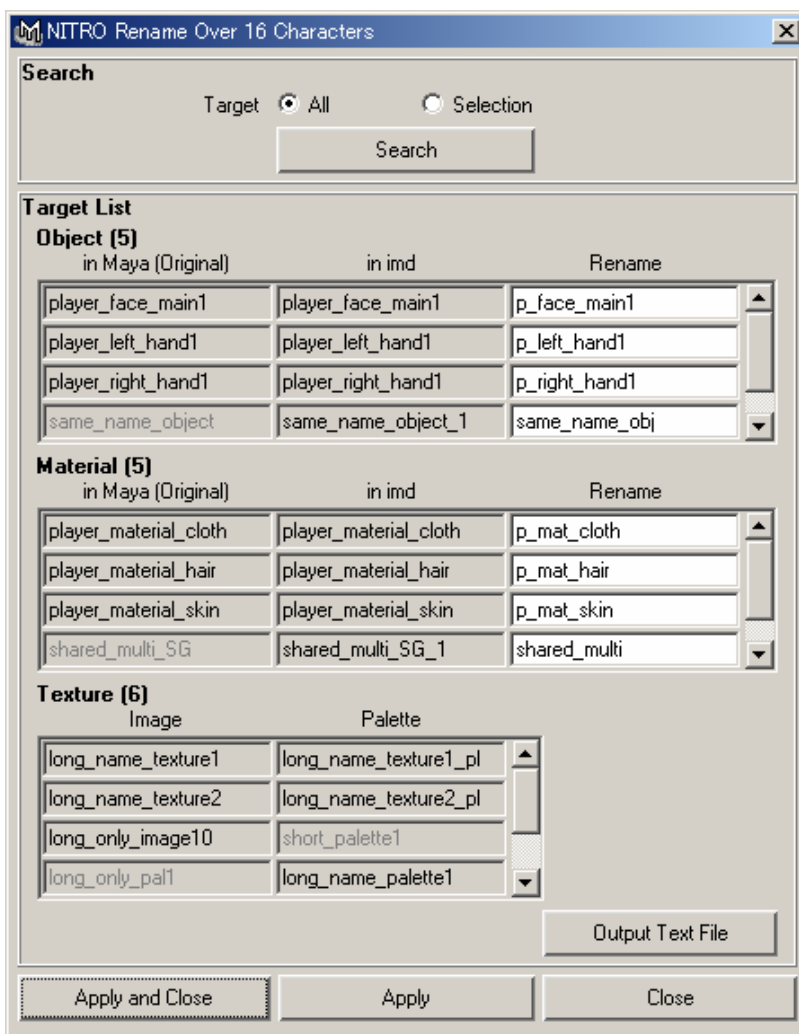 NITRO Rename Over 16 Characters
Search
Target All Selection
Search
Target List
Object (5)
in Maya (Original) in imd Rename
player_face_main1 player_face_main1 p_face_main1
player_left_hand1 player_left_hand1 p_left_hand1
player_right_hand1 player_right_hand1 p_right_hand1
same_name_object same_name_object_1 same_name_obj
Material (5)
in Maya (Original) in imd Rename
player_material_cloth player_material_cloth p_mat_cloth
player_material_hair player_material_hair p_mat_hair
player_material_skin player_material_skin p_mat_skin
shared_multi_SG shared_multi_SG_1 shared_multi
Texture (6)
Image Palette
long_name_texture1 long_name_texture1_pl
long_name_texture2 long_name_texture2_pl
long_only_image10 short_palette1
long_only_pal1 long_name_palette1
Output Text File
Apply and Close Apply Close